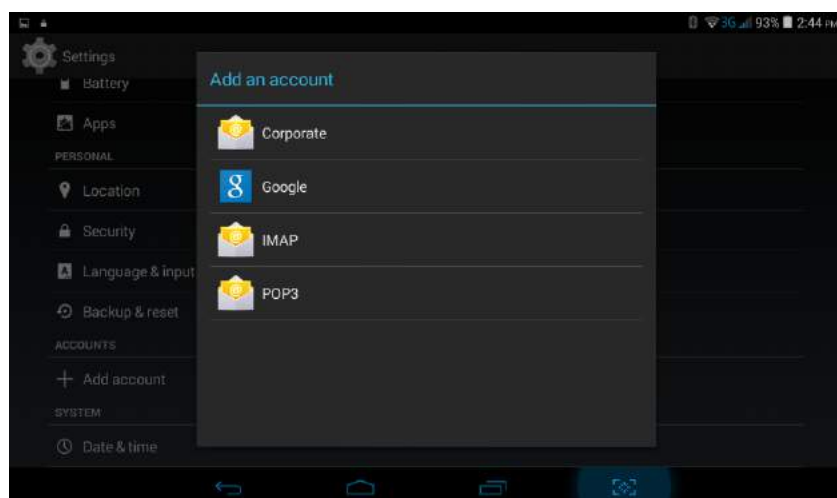 3G 93% 2:44 PM
Settings
Battery
Apps
PERSONAL
Location
Security
Language & input
Backup & reset
ACCOUNTS
Add account
SYSTEM
Date & time
Add an account
Corporate
Google
IMAP
POP3